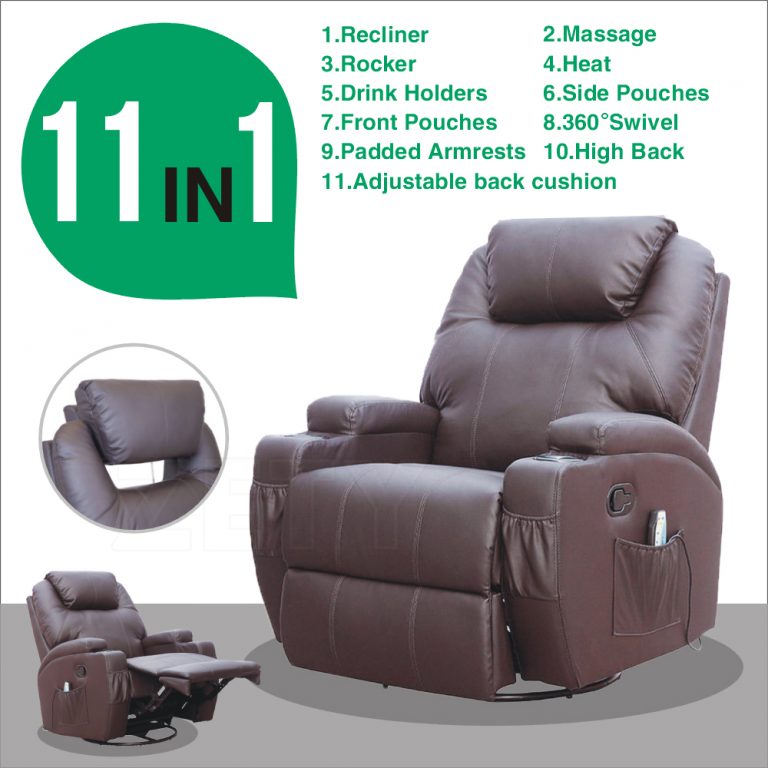 11 IN 1
1.Recliner 2.Massage
3.Rocker 4.Heat
5.Drink Holders 6.Side Pouches
7.Front Pouches 8.360°Swivel
9.Padded Armrests 10.High Back
11.Adjustable back cushion